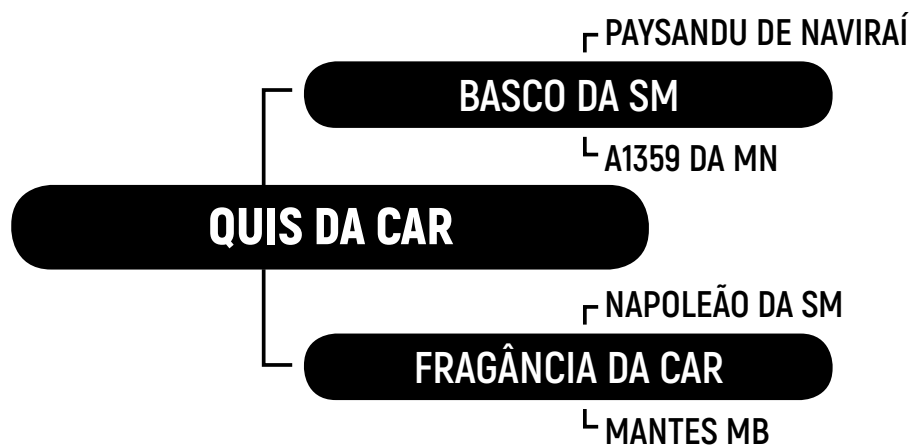 PAYSANDU DE NAVIRAÍ
BASCO DA SM
A1359 DA MN
QUIS DA CAR
NAPOLEÃO DA SM
FRAGÂNCIA DA CAR
MANTES MB